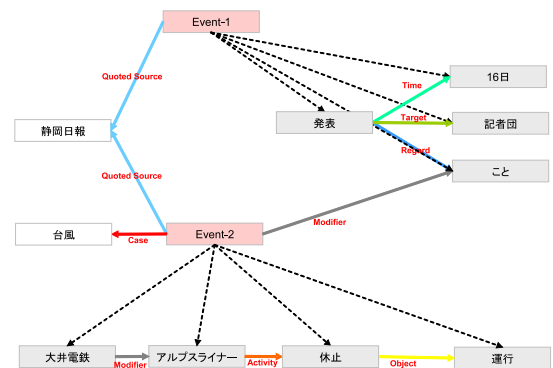 Event-1
Quoted Source
16日
Time
発表
Target
記者団
静岡日報
Regard
こと
Quoted Source
Modifier
台風
Case
Event-2
大井電鉄
Modifier
アルプスライナー
Activity
休止
Object
運行